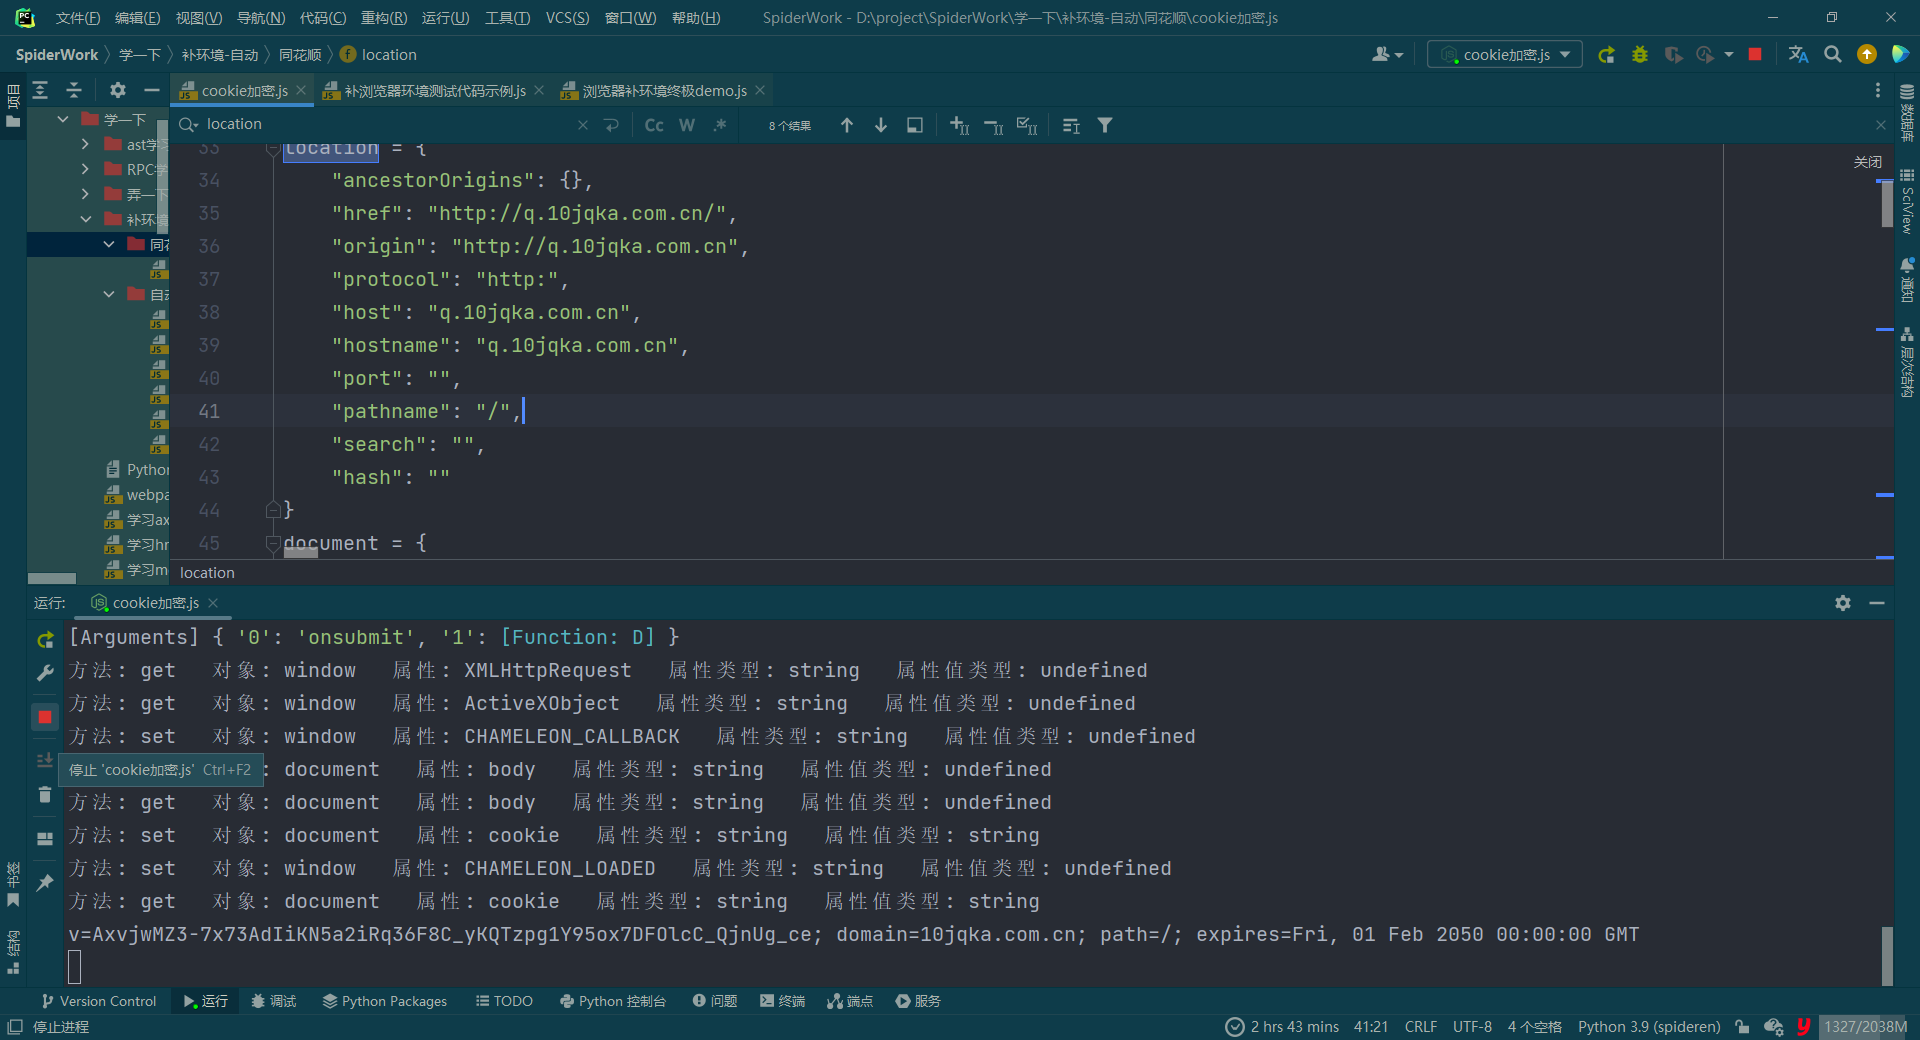 文件(F) 编辑(E) 视图(V) 导航(N) 代码(C) 重构(R) 运行(U) 工具(T) VCS(S) 窗口(W) 帮助(H) SpiderWork - D:\project\SpiderWork\学一下\补环境-自动\同花顺\cookie加密.js
SpiderWork 学一下 补环境-自动 同花顺 location cookie加密.js
cookie加密.js 补浏览器环境测试代码示例.js 浏览器补环境终极demo.js
location Cc W .* 8 个结果
项目
学一下
ast学习
RPC学
弄一下
补环境
同花
自动
Python
webpa
学习ax
学习hr
学习m
33 location = {
34 "ancestorOrigins": {},
35 "href": "http://q.10jqka.com.cn/",
36 "origin": "http://q.10jqka.com.cn",
37 "protocol": "http:",
38 "host": "q.10jqka.com.cn",
39 "hostname": "q.10jqka.com.cn",
40 "port": "",
41 "pathname": "/",
42 "search": "",
43 "hash": ""
44 }
45 document = {
location
关闭
数据库
SciView
通知
层次结构
运行: cookie加密.js
[Arguments] { '0': 'onsubmit', '1': [Function: D] }
方法: get 对象: window 属性: XMLHttpRequest 属性类型: string 属性值类型: undefined
方法: get 对象: window 属性: ActiveXObject 属性类型: string 属性值类型: undefined
方法: set 对象: window 属性: CHAMELEON_CALLBACK 属性类型: string 属性值类型: undefined
停止 'cookie加密.js' Ctrl+F2 : document 属性: body 属性类型: string 属性值类型: undefined
方法: get 对象: document 属性: body 属性类型: string 属性值类型: undefined
方法: set 对象: document 属性: cookie 属性类型: string 属性值类型: string
方法: set 对象: window 属性: CHAMELEON_LOADED 属性类型: string 属性值类型: undefined
方法: get 对象: document 属性: cookie 属性类型: string 属性值类型: string
v=AxvjwMZ3-7x73AdIiKN5a2iRq36F8C_yKQTzpg1Y95ox7DFOlcC_QjnUg_ce; domain=10jqka.com.cn; path=/; expires=Fri, 01 Feb 2050 00:00:00 GMT
书签
结构
Version Control 运行 调试 Python Packages TODO Python 控制台 问题 终端 端点 服务
停止进程 2 hrs 43 mins 41:21 CRLF UTF-8 4 个空格 Python 3.9 (spideren) 1327/2038M